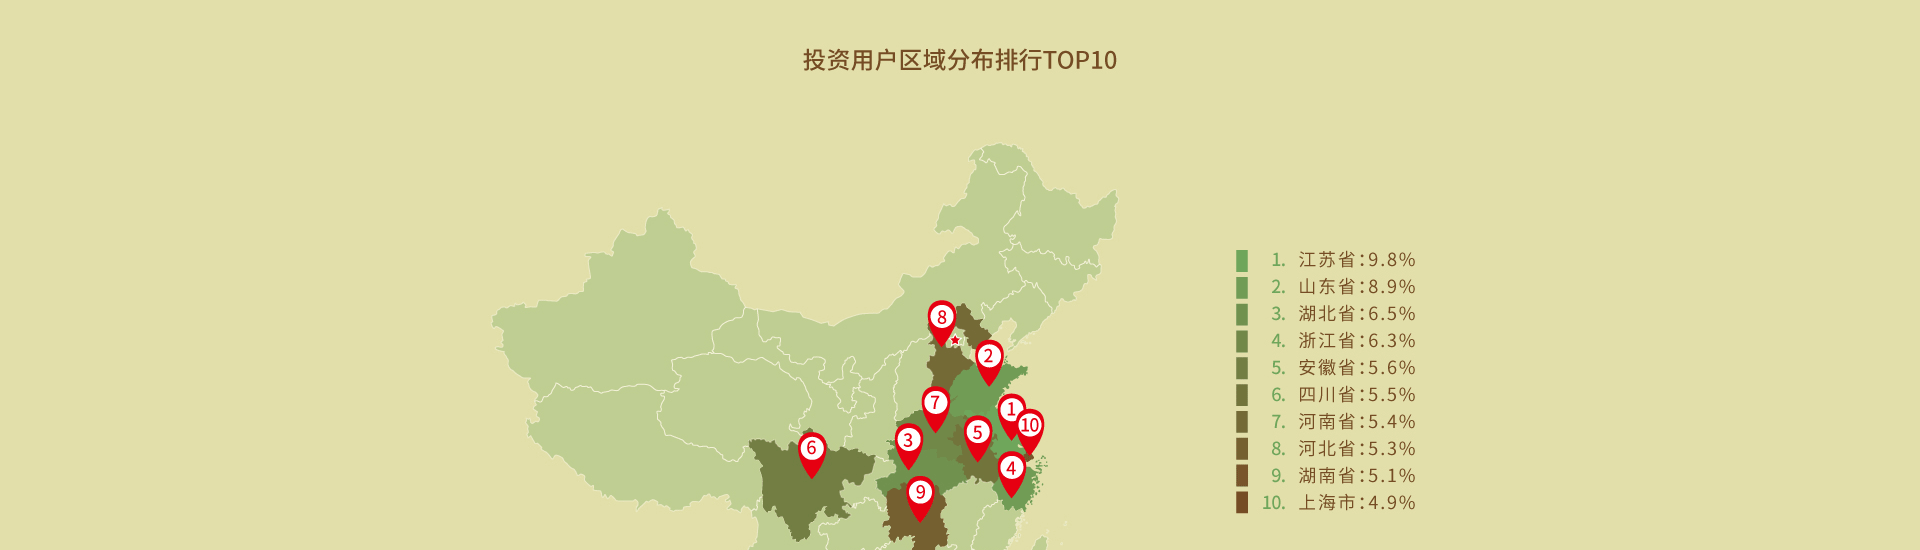 投资用户区域分布排行TOP10
8
2
7
1
10
3
5
6
4
9
1. 江苏省：9.8%
2. 山东省：8.9%
3. 湖北省：6.5%
4. 浙江省：6.3%
5. 安徽省：5.6%
6. 四川省：5.5%
7. 河南省：5.4%
8. 河北省：5.3%
9. 湖南省：5.1%
10. 上海市：4.9%